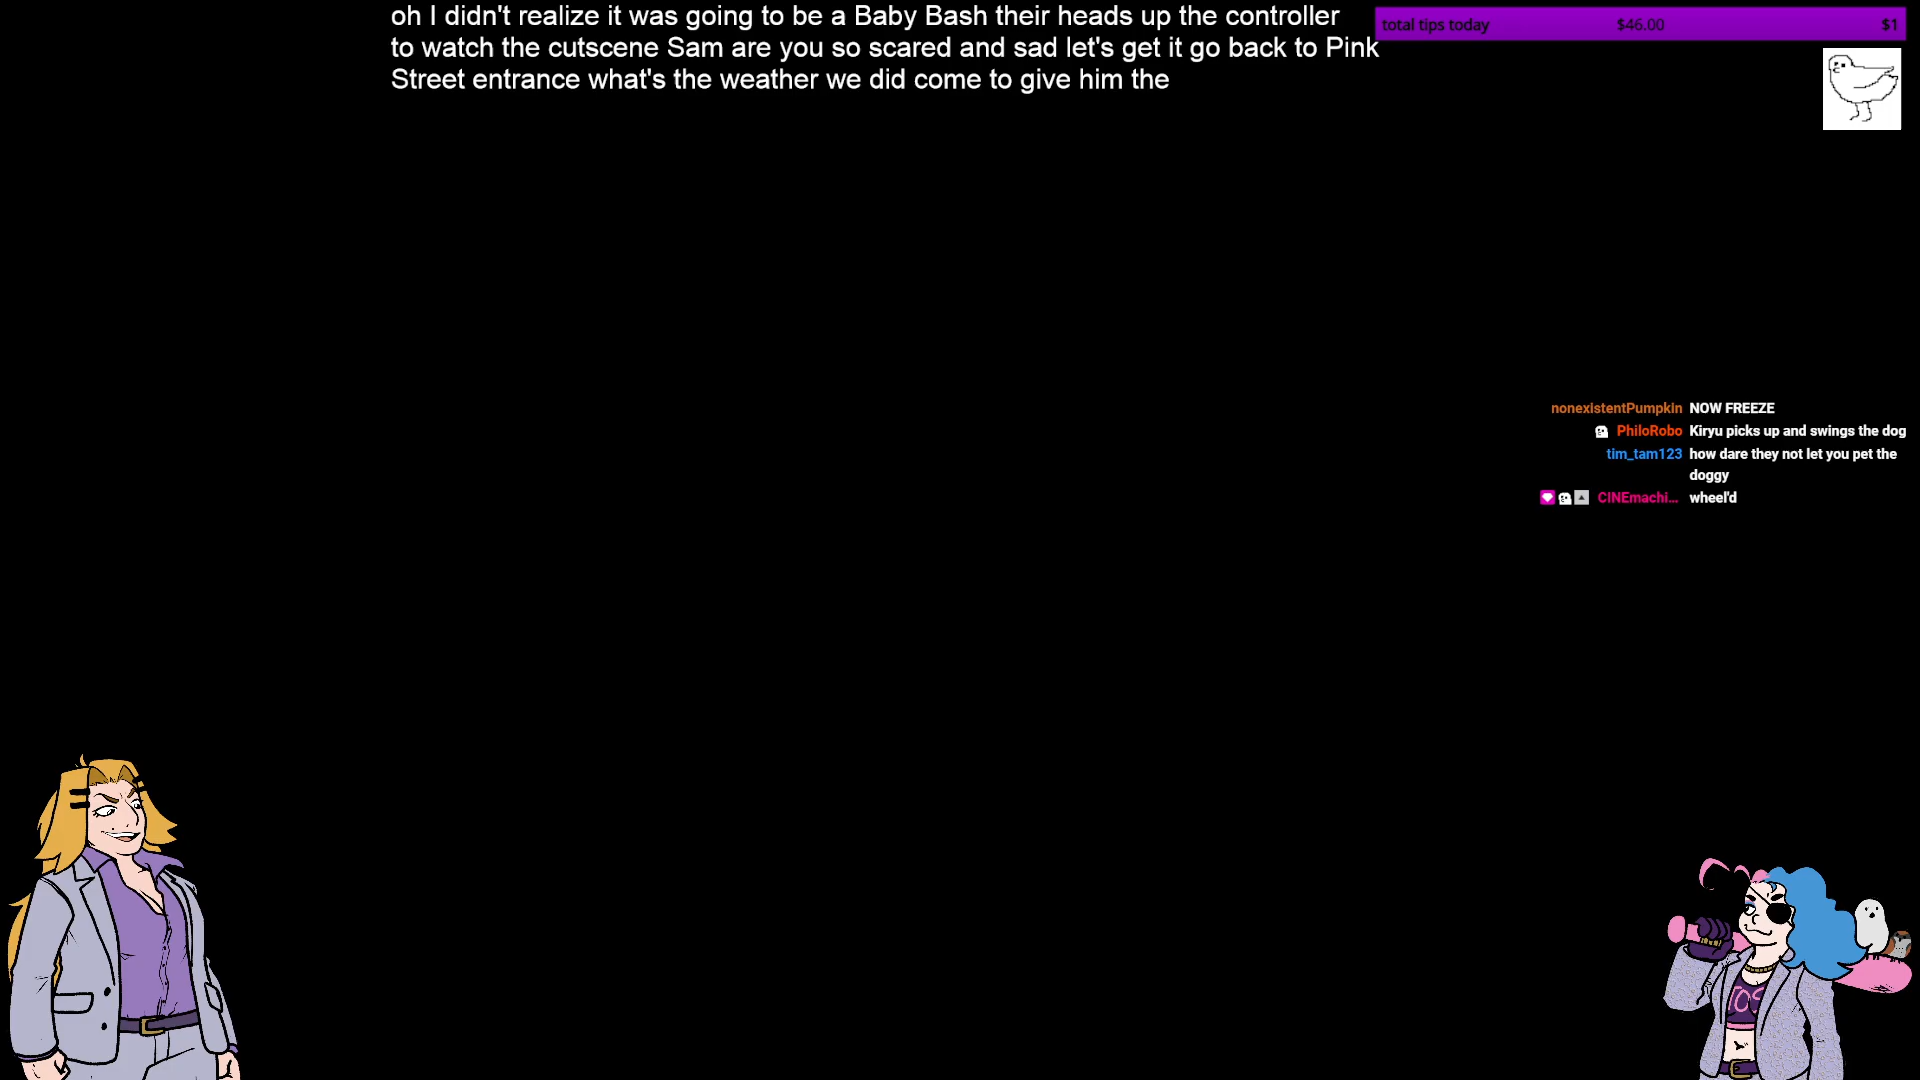 oh I didn't realize it was going to be a Baby Bash their heads up the controller
to watch the cutscene Sam are you so scared and sad let's get it go back to Pink
Street entrance what's the weather we did come to give him the
total tips today $46.00 $1
nonexistentPumpkin NOW FREEZE
PhiloRobo Kiryu picks up and swings the dog
tim_tam123 how dare they not let you pet the
doggy
CINEmachi... wheel'd